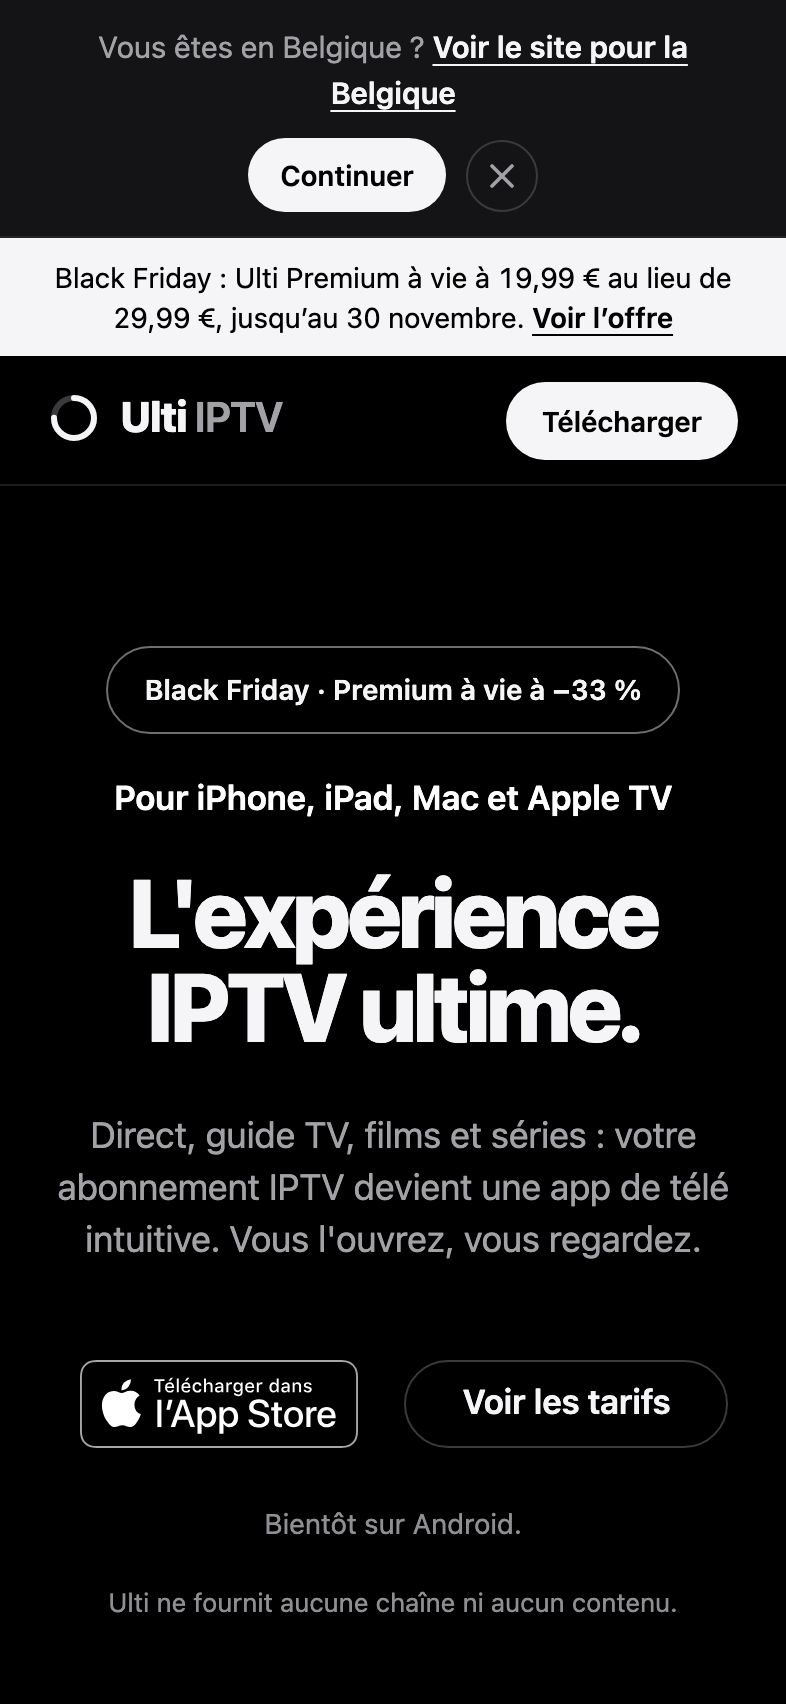 Vous êtes en Belgique ? Voir le site pour la
Belgique
Continuer
Black Friday : Ulti Premium à vie à 19,99 € au lieu de
29,99 €, jusqu’au 30 novembre. Voir l’offre
Ulti IPTV
Télécharger
Black Friday · Premium à vie à −33 %
Pour iPhone, iPad, Mac et Apple TV
L'expérience
IPTV ultime.
Direct, guide TV, films et séries : votre
abonnement IPTV devient une app de télé
intuitive. Vous l'ouvrez, vous regardez.
Télécharger dans
l’App Store
Voir les tarifs
Bientôt sur Android.
Ulti ne fournit aucune chaîne ni aucun contenu.